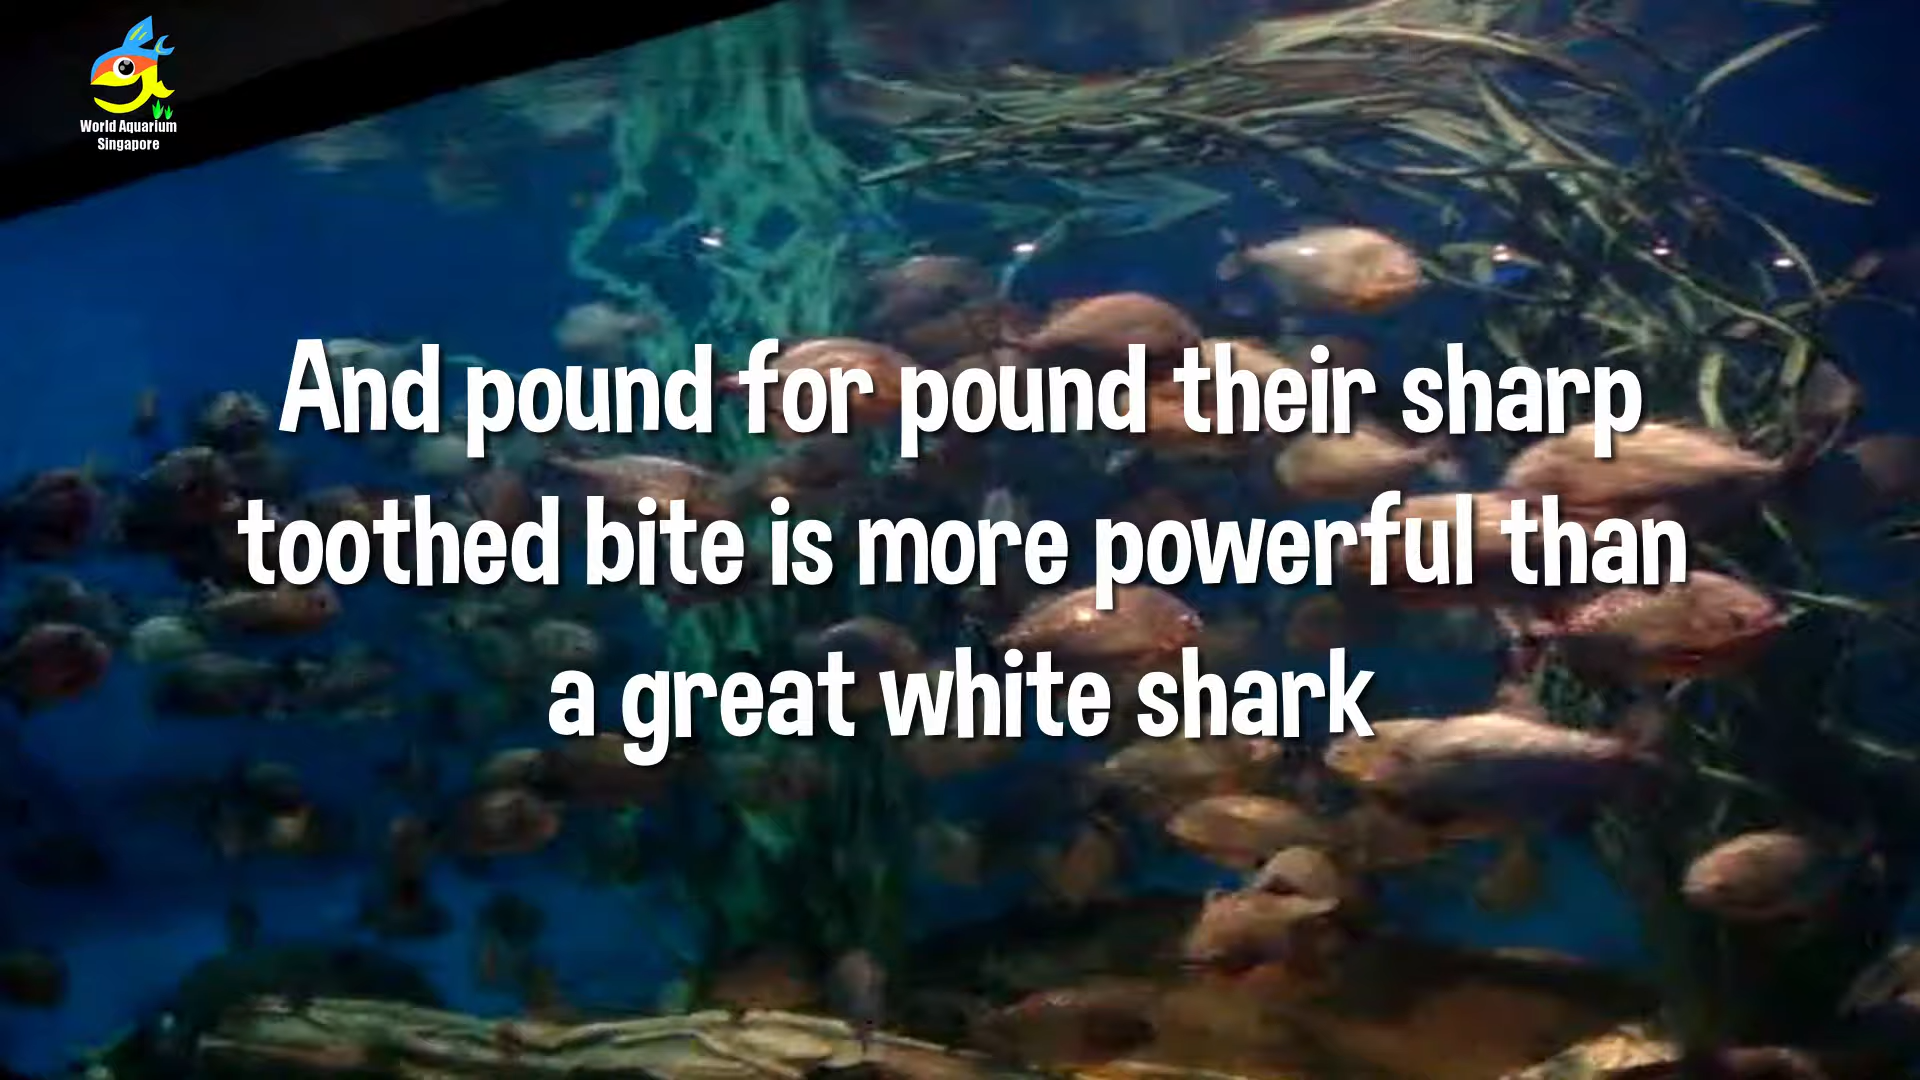 World Aquarium
Singapore
And pound for pound their sharp
toothed bite is more powerful than
a great white shark